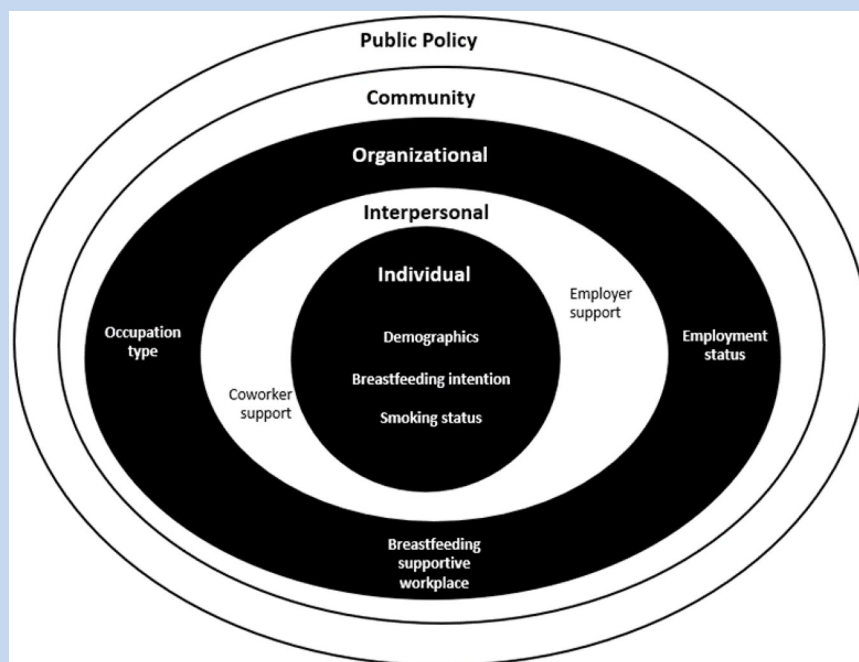 Public Policy
Community
Organizational
Interpersonal
Individual
Employer
support
Occupation
type
Demographics
Employment
status
Breastfeeding intention
Coworker
support
Smoking status
Breastfeeding
supportive
workplace